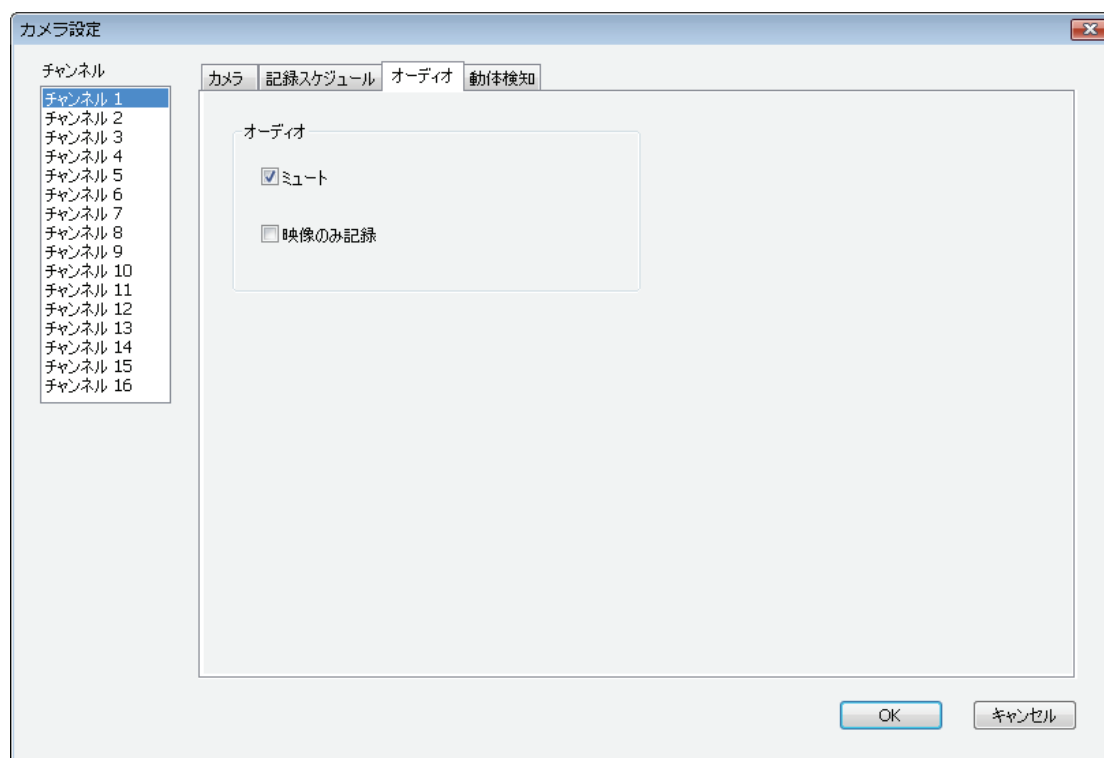 カメラ設定
チャンネル
チャンネル 1
チャンネル 2
チャンネル 3
チャンネル 4
チャンネル 5
チャンネル 6
チャンネル 7
チャンネル 8
チャンネル 9
チャンネル 10
チャンネル 11
チャンネル 12
チャンネル 13
チャンネル 14
チャンネル 15
チャンネル 16
カメラ 記録スケジュール オーディオ 動体検知
オーディオ
ミュート
映像のみ記録
OK キャンセル